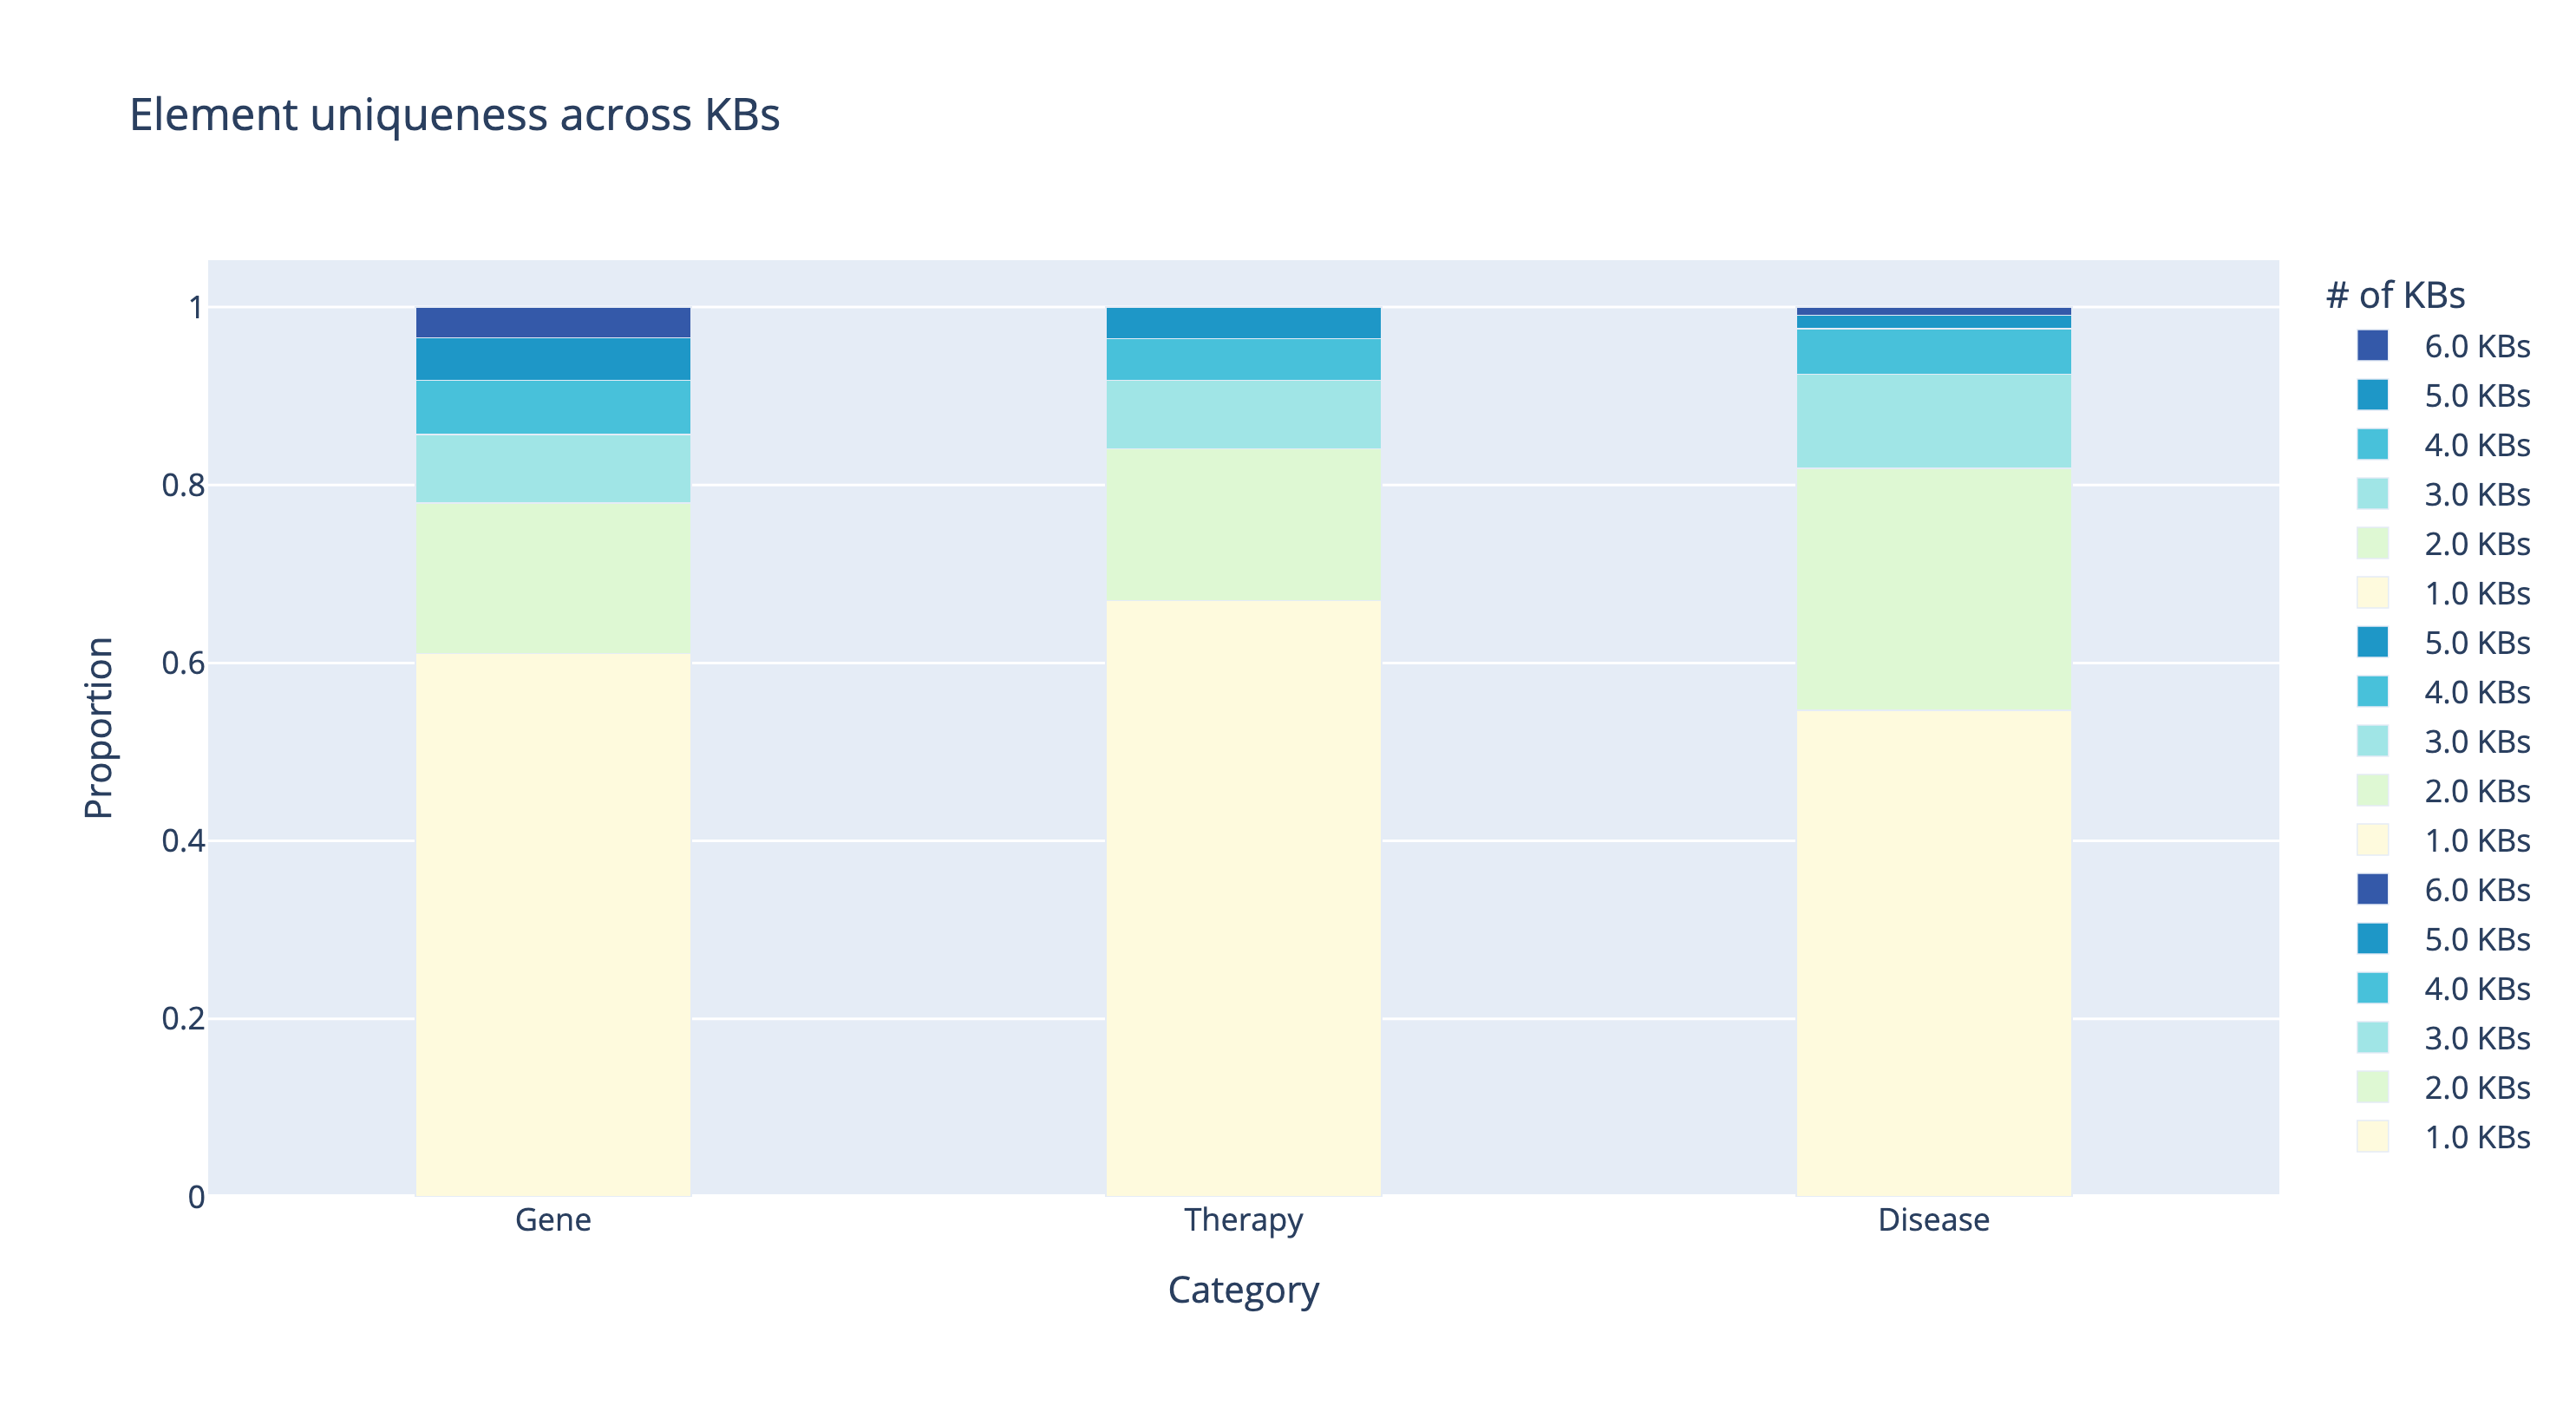 Element uniqueness across KBs
1
0.8
0.6
0.4
0.2
0
Proportion
Gene
Therapy
Disease
Category
# of KBs
6.0 KBs
5.0 KBs
4.0 KBs
3.0 KBs
2.0 KBs
1.0 KBs
5.0 KBs
4.0 KBs
3.0 KBs
2.0 KBs
1.0 KBs
6.0 KBs
5.0 KBs
4.0 KBs
3.0 KBs
2.0 KBs
1.0 KBs